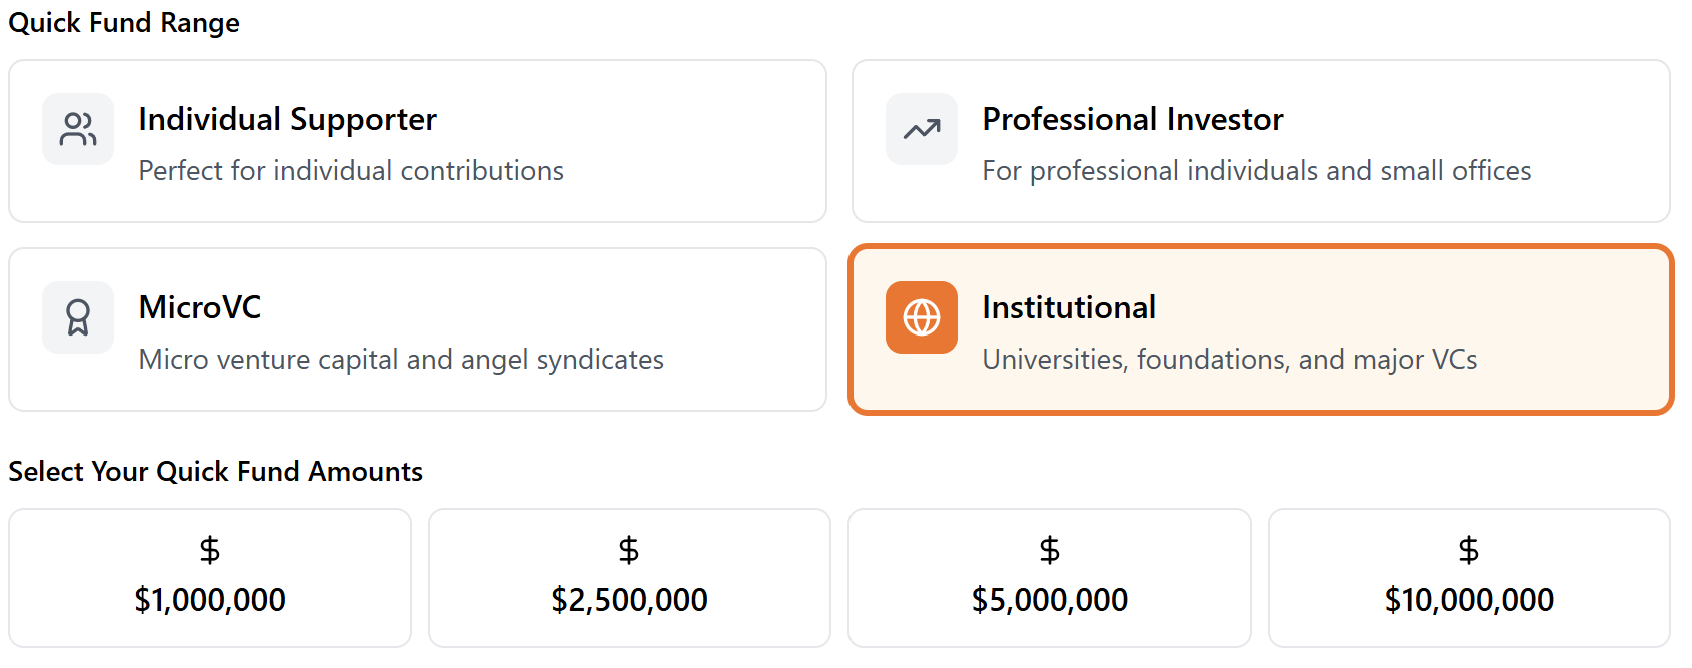 Quick Fund Range
Individual Supporter
Perfect for individual contributions
Professional Investor
For professional individuals and small offices
MicroVC
Micro venture capital and angel syndicates
Institutional
Universities, foundations, and major VCs
Select Your Quick Fund Amounts
$
$1,000,000
$
$2,500,000
$
$5,000,000
$
$10,000,000